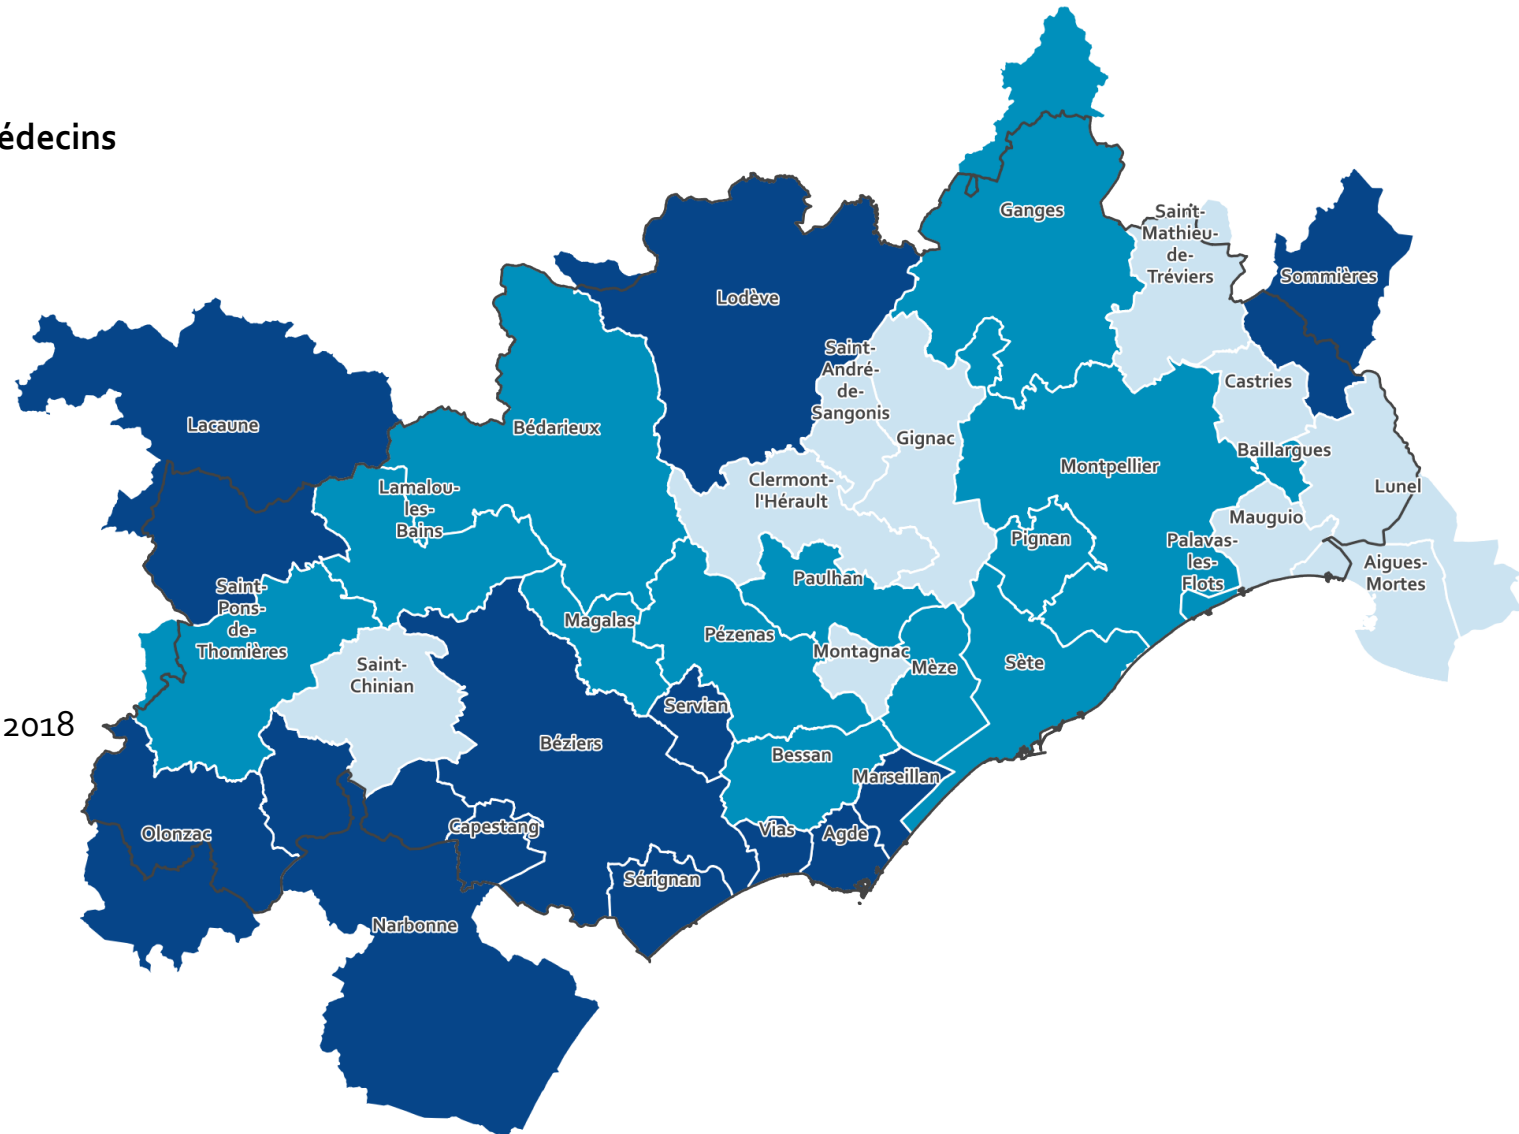 édecins
Ganges
Saint-
Mathieu-
de-
Tréviers
Sommières
Lodève
Saint-
André-
de-
Sangonis
Castries
Lacaune
Bédarieux
Gignac
Baillargues
Montpellier
Clermont-
l'Hérault
Lamalou-
les-
Bains
Lunel
Mauguio
Pignan
Palavas-
les-
Flots
Aigues-
Mortes
Paulhan
Saint-
Pons-
de-
Thomières
Magalas
Pézenas
Montagnac
Mèze
Sète
Saint-
Chinian
Servian
2018
Béziers
Bessan
Marseillan
Olonzac
Capestang
Vias
Agde
Sérignan
Narbonne